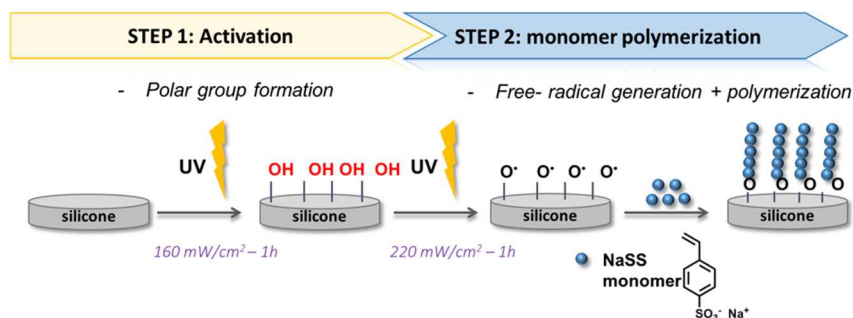 STEP 1: Activation
STEP 2: monomer polymerization
- Polar group formation
- Free- radical generation + polymerization
UV
OH OH OH OH
UV
O• O• O• O•
O O O O
silicone
silicone
silicone
silicone
160 mW/cm² – 1h
220 mW/cm² – 1h
NaSS
monomer
SO₃⁻ Na⁺